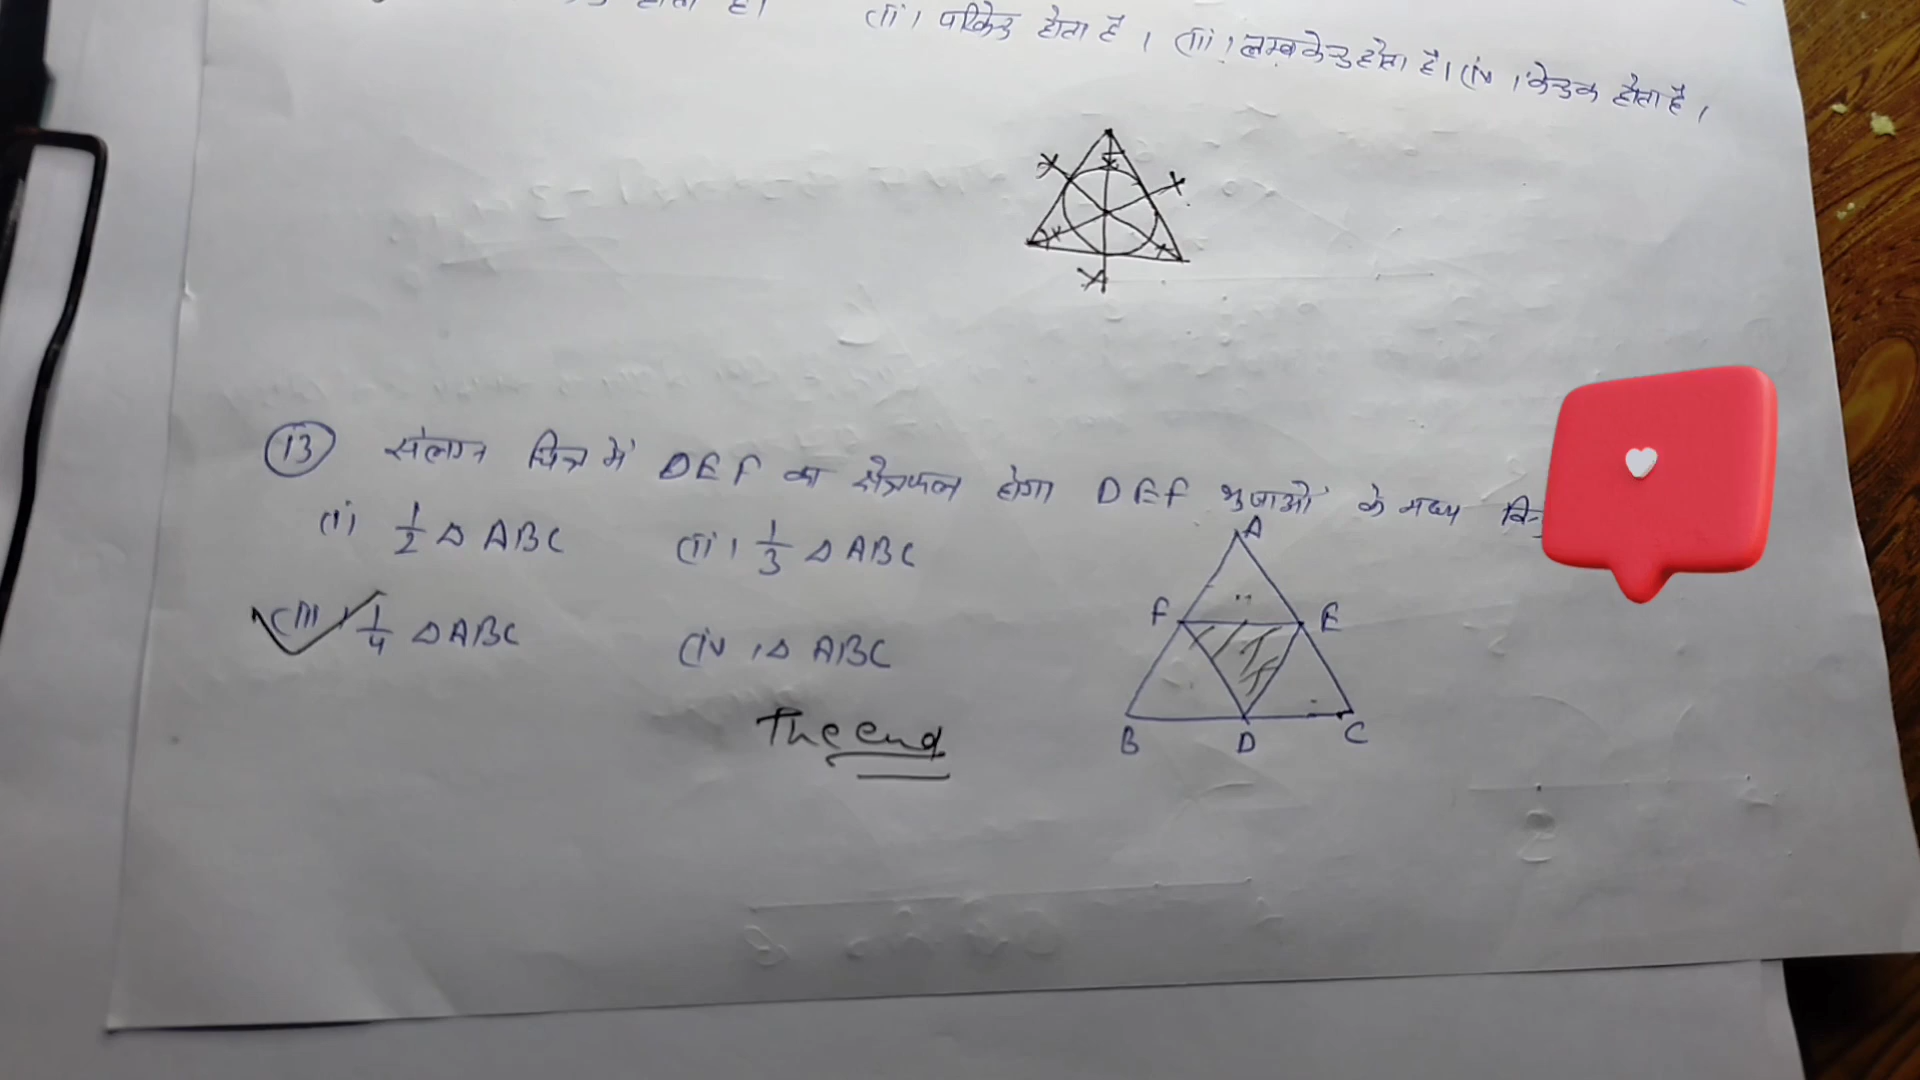 होता है। (ii) परिकेन्द्र होता है। (iii) लम्बकेन्द्र होता है। (iv) केन्द्रक होता है।
(13) संलग्न चित्र में DEF का क्षेत्रफल होगा DEF भुजाओं के मध्य
(i) 1/2 Δ ABC (ii) 1/3 Δ ABC
(iii) 1/4 Δ ABC (iv) Δ ABC
A
F E
B D C
The end